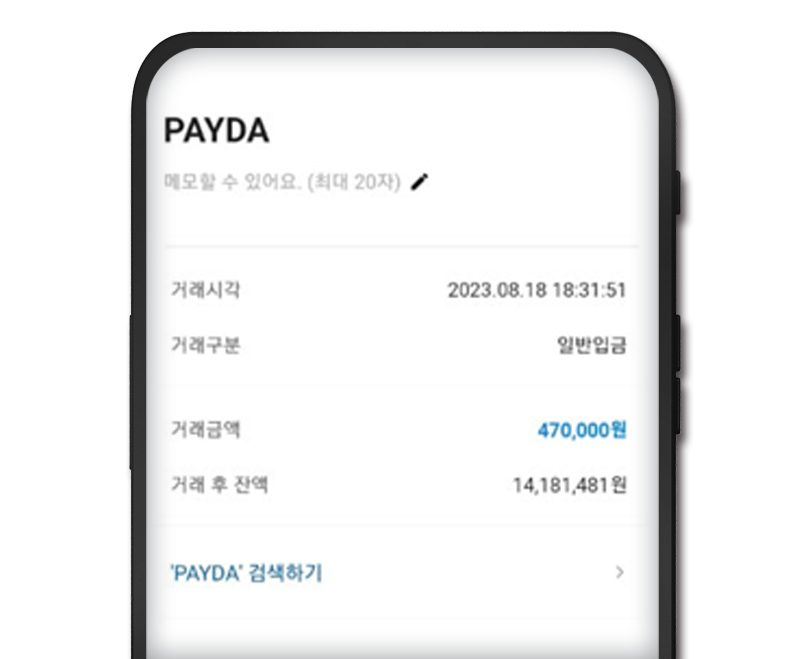 PAYDA
메모할 수 있어요. (최대 20자)
거래시각 2023.08.18 18:31:51
거래구분 일반입금
거래금액 470,000원
거래 후 잔액 14,181,481원
'PAYDA' 검색하기